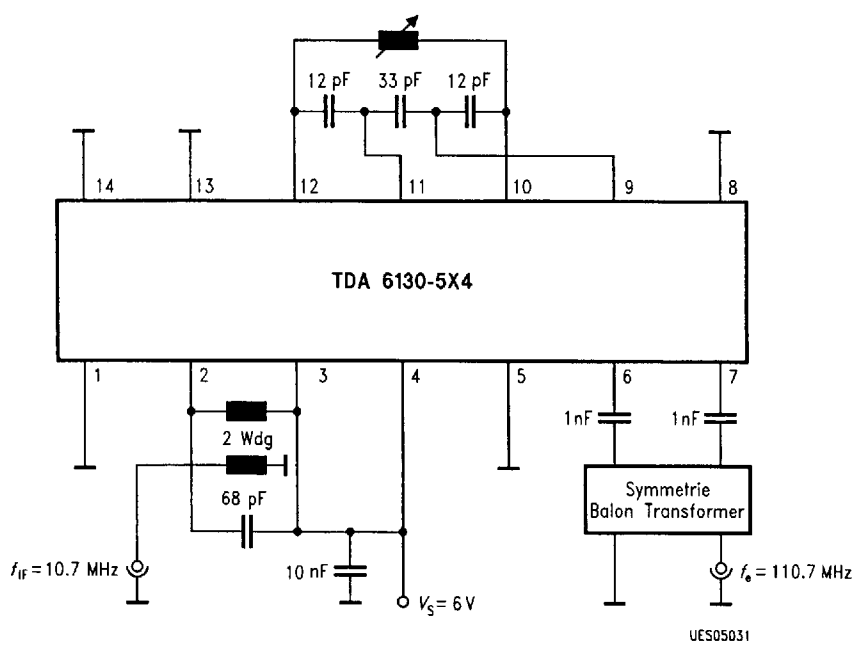 12 pF 33 pF 12 pF
14 13 12 11 10 9 8
TDA 6130-5X4
1 2 3 4 5 6 7
1nF 1nF
2 Wdg
68 pF
Symmetrie
Balon Transformer
f_IF = 10.7 MHz
10 nF
f_e = 110.7 MHz
V_S = 6 V
UES05031